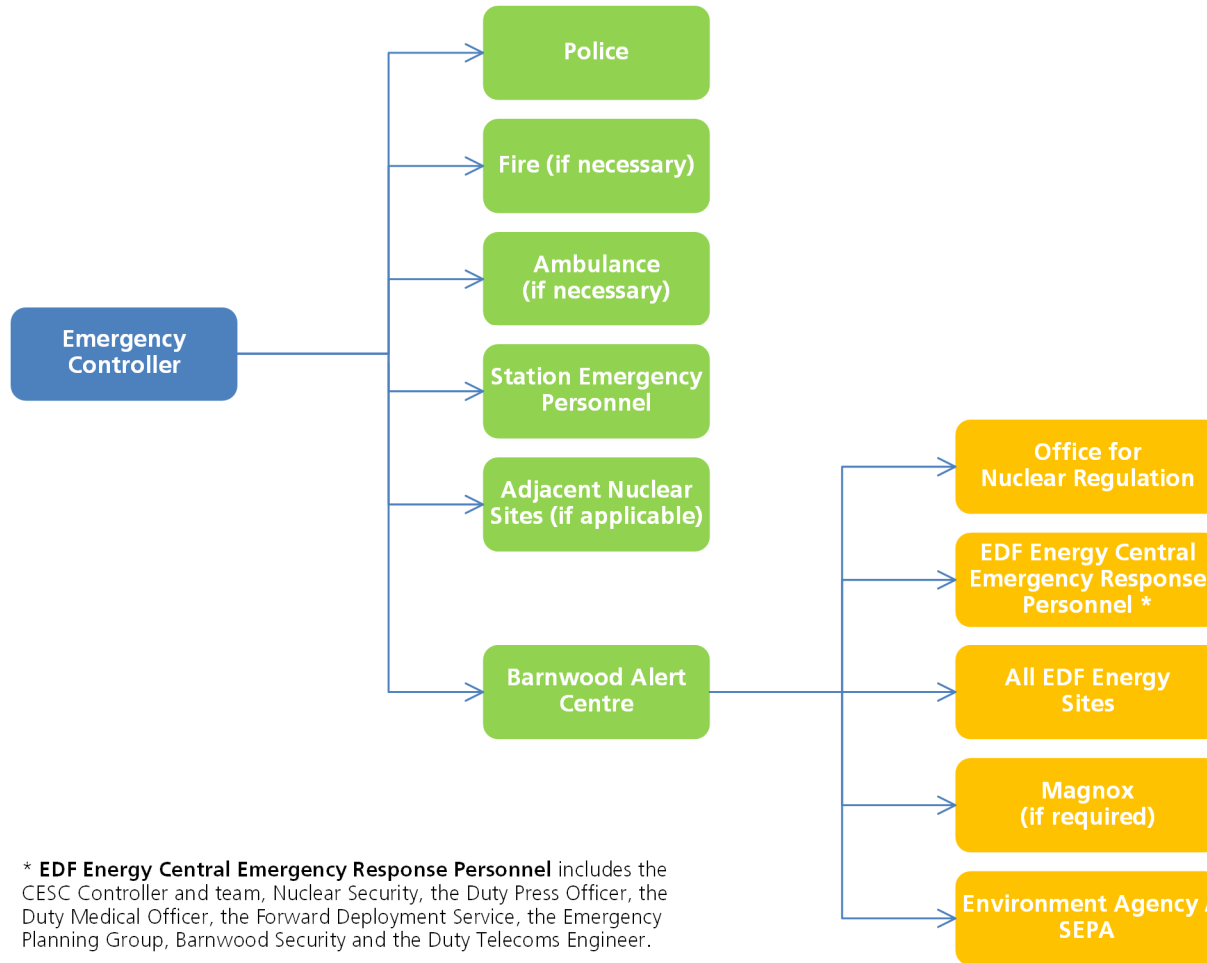 Police
Fire (if necessary)
Ambulance
(if necessary)
Emergency
Controller
Station Emergency
Personnel
Adjacent Nuclear
Sites (if applicable)
Barnwood Alert
Centre
Office for
Nuclear Regulation
EDF Energy Central
Emergency Response
Personnel *
All EDF Energy
Sites
Magnox
(if required)
Environment Agency /
SEPA
* EDF Energy Central Emergency Response Personnel includes the
CESC Controller and team, Nuclear Security, the Duty Press Officer, the
Duty Medical Officer, the Forward Deployment Service, the Emergency
Planning Group, Barnwood Security and the Duty Telecoms Engineer.